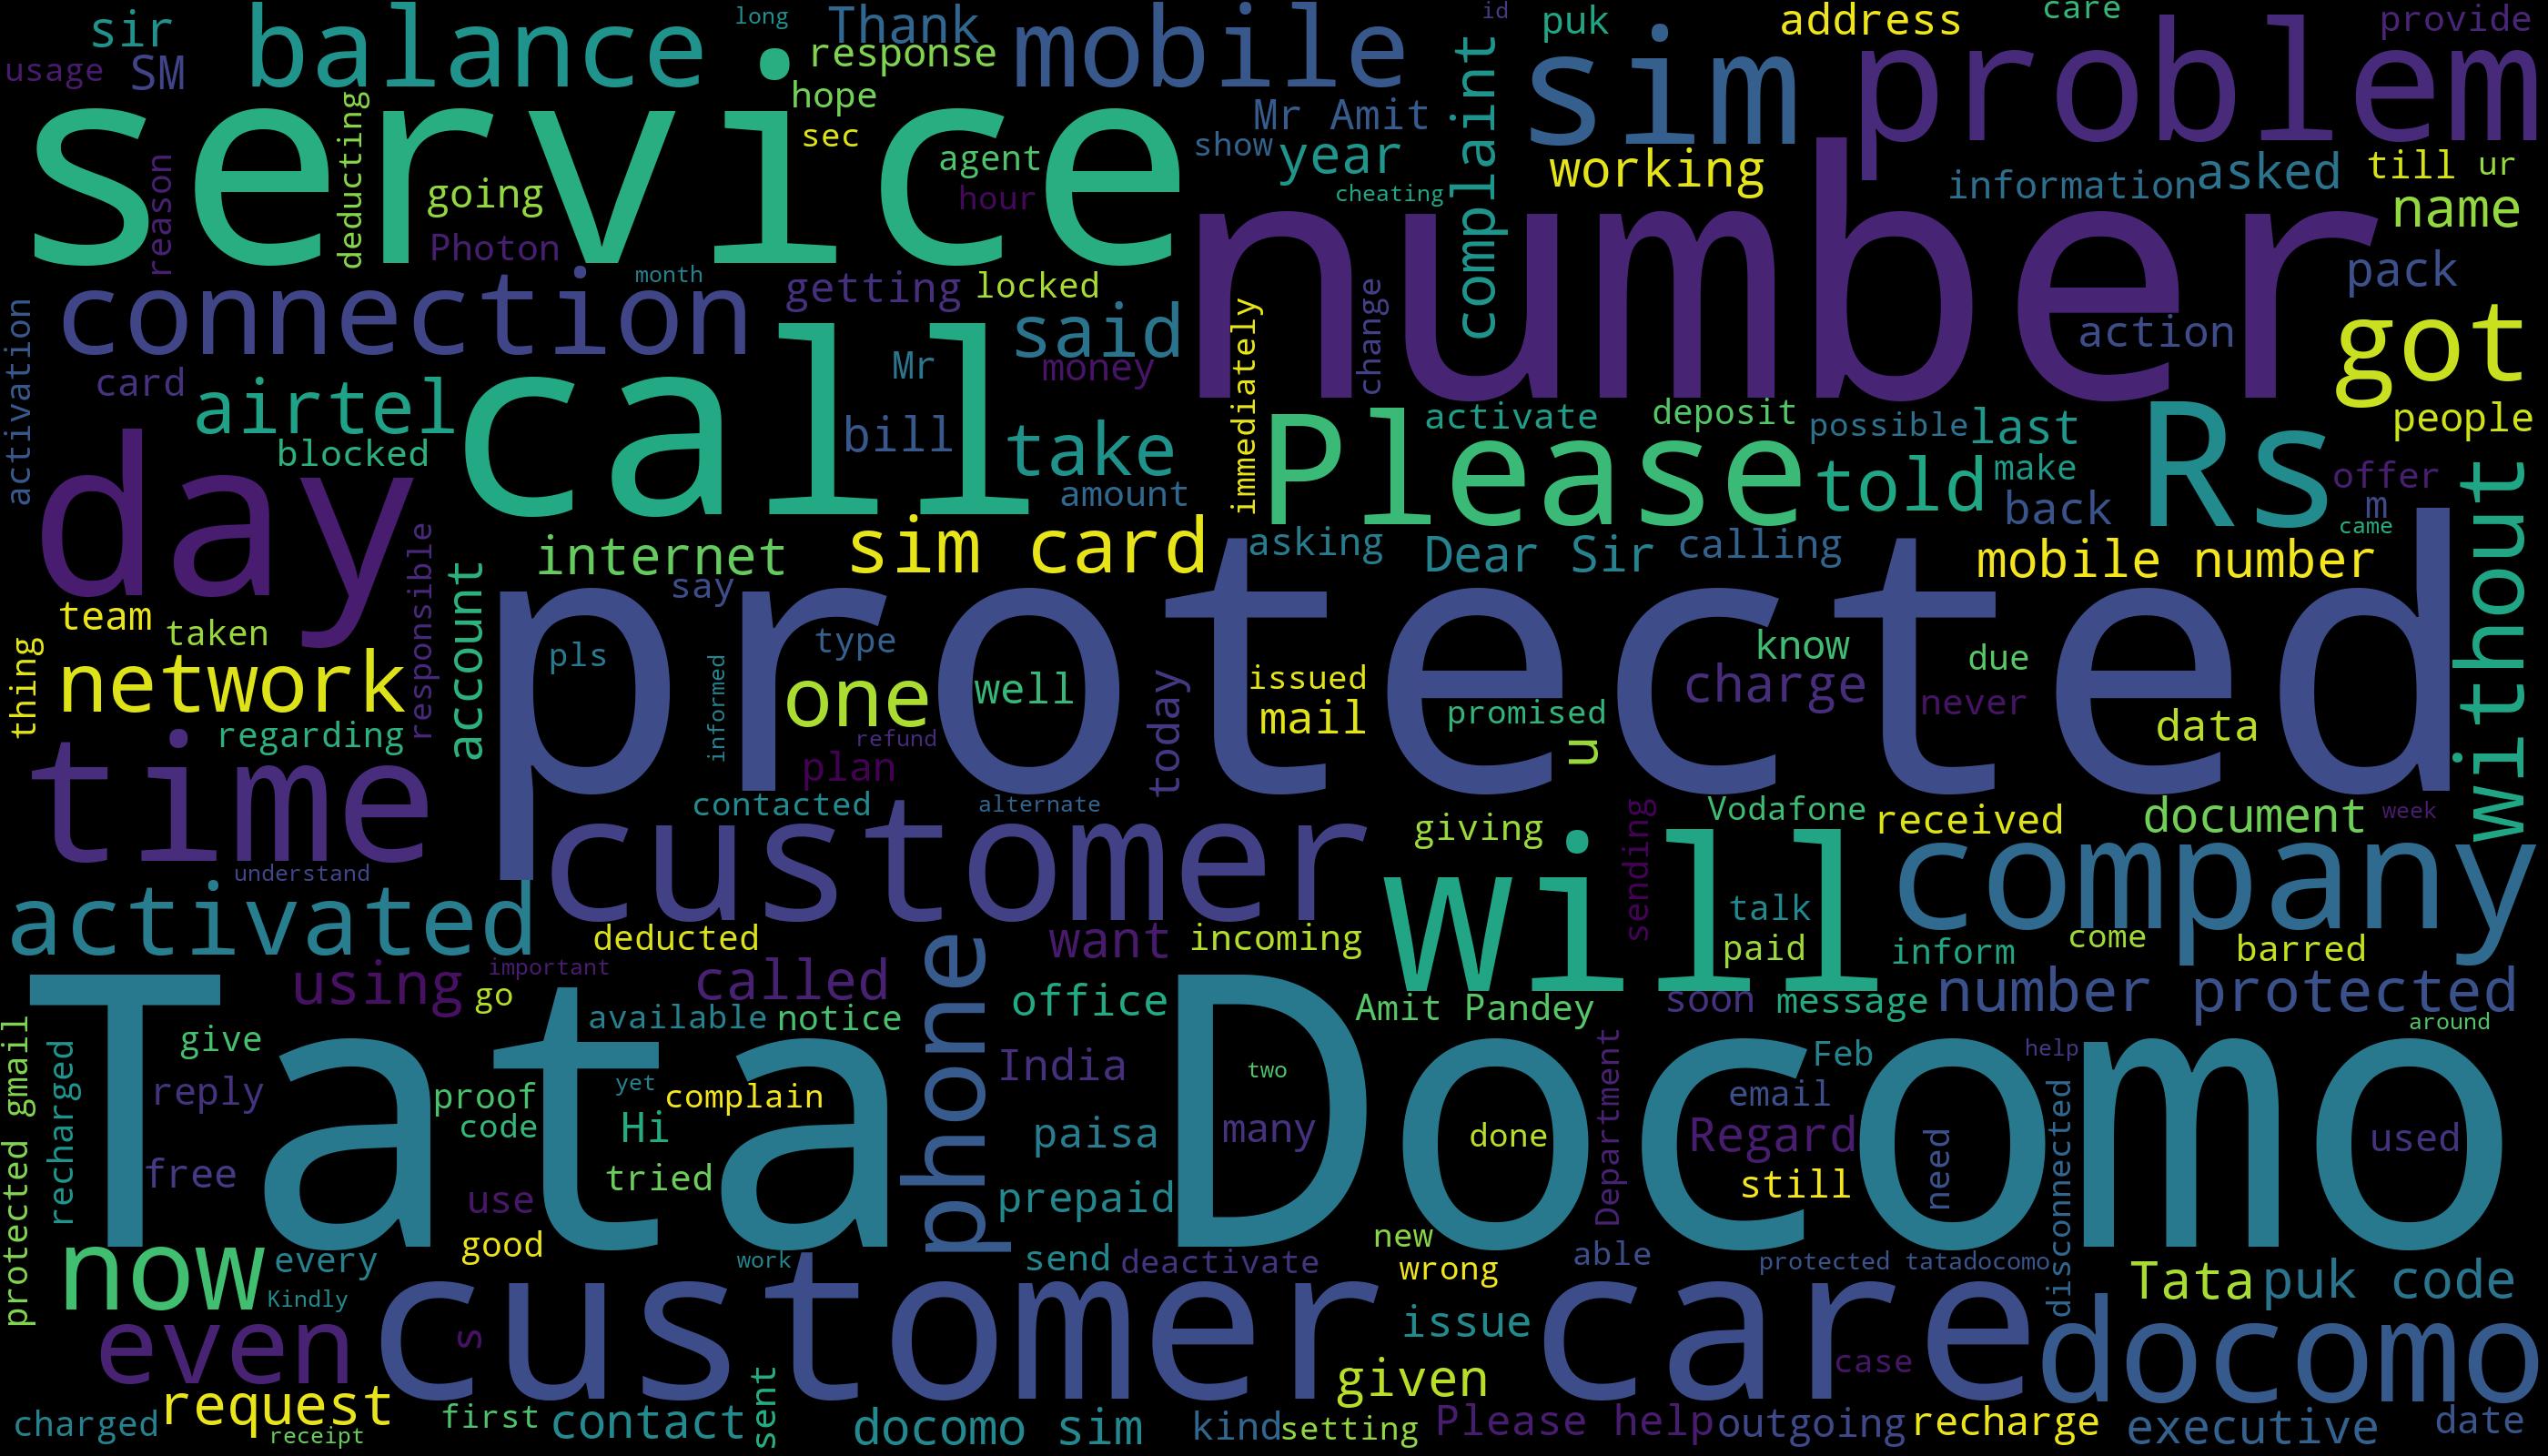 sir
balance
long
Thank
mobile
id
puk
address
care
provide
usage
SM
response
complaint
sim
problem
service
deducting
hope
sec
Mr Amit
show
year
working
reason
agent
hour
cheating
information
asked
till
ur
going
name
Photon
number
connection
month
getting
locked
immediately
change
pack
activation
card
said
action
got
airtel
call
Mr
money
blocked
bill
take
Please
activate
deposit
possible
last
Rs
people
amount
told
make
back
offer
m
came
without
day
responsible
account
internet
sim card
asking
Dear Sir
calling
mobile number
say
protected
team
taken
thing
network
pls
informed
type
one
well
today
issued
mail
know
charge
due
never
promised
data
regarding
refund
u
time
plan
contacted
alternate
customer
giving
sending
Vodafone
received
document
week
understand
will
company
activated
deducted
want
incoming
talk
paid
inform
come
barred
using
important
go
called
phone
office
Amit Pandey
soon
message
number protected
Tata Docomo
available
notice
around
protected gmail
recharged
give
India
two
Department
Feb
help
disconnected
reply
proof
yet
complain
email
code
Hi
paisa
many
done
Regard
need
used
free
tried
still
use
prepaid
now
every
good
work
send
deactivate
new
wrong
able
protected tatadocomo
Tata
puk code
Kindly
customer care
docomo
even
s
issue
case
request
sent
given
charged
receipt
first
contact
docomo sim
kind
setting
Please help
outgoing
recharge
executive
date